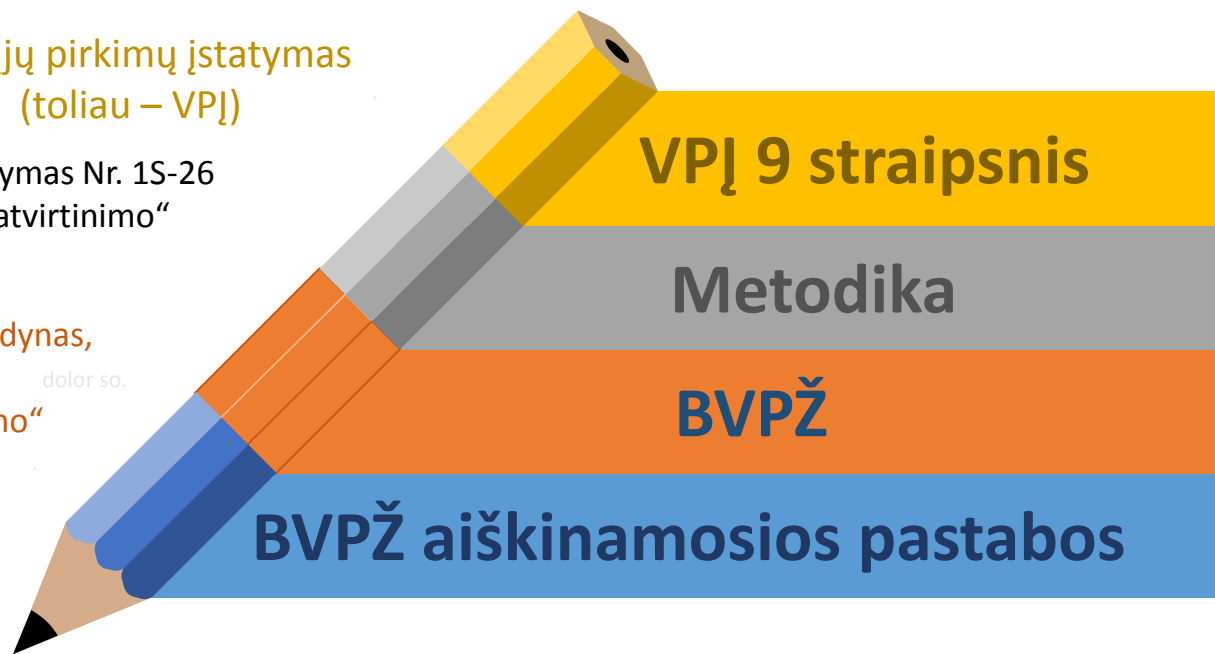 jų pirkimų įstatymas
(toliau – VPĮ)
ymas Nr. 1S-26
atvirtinimo“
dynas,
dolor so.
no“
VPĮ 9 straipsnis
Metodika
BVPŽ
BVPŽ aiškinamosios pastabos